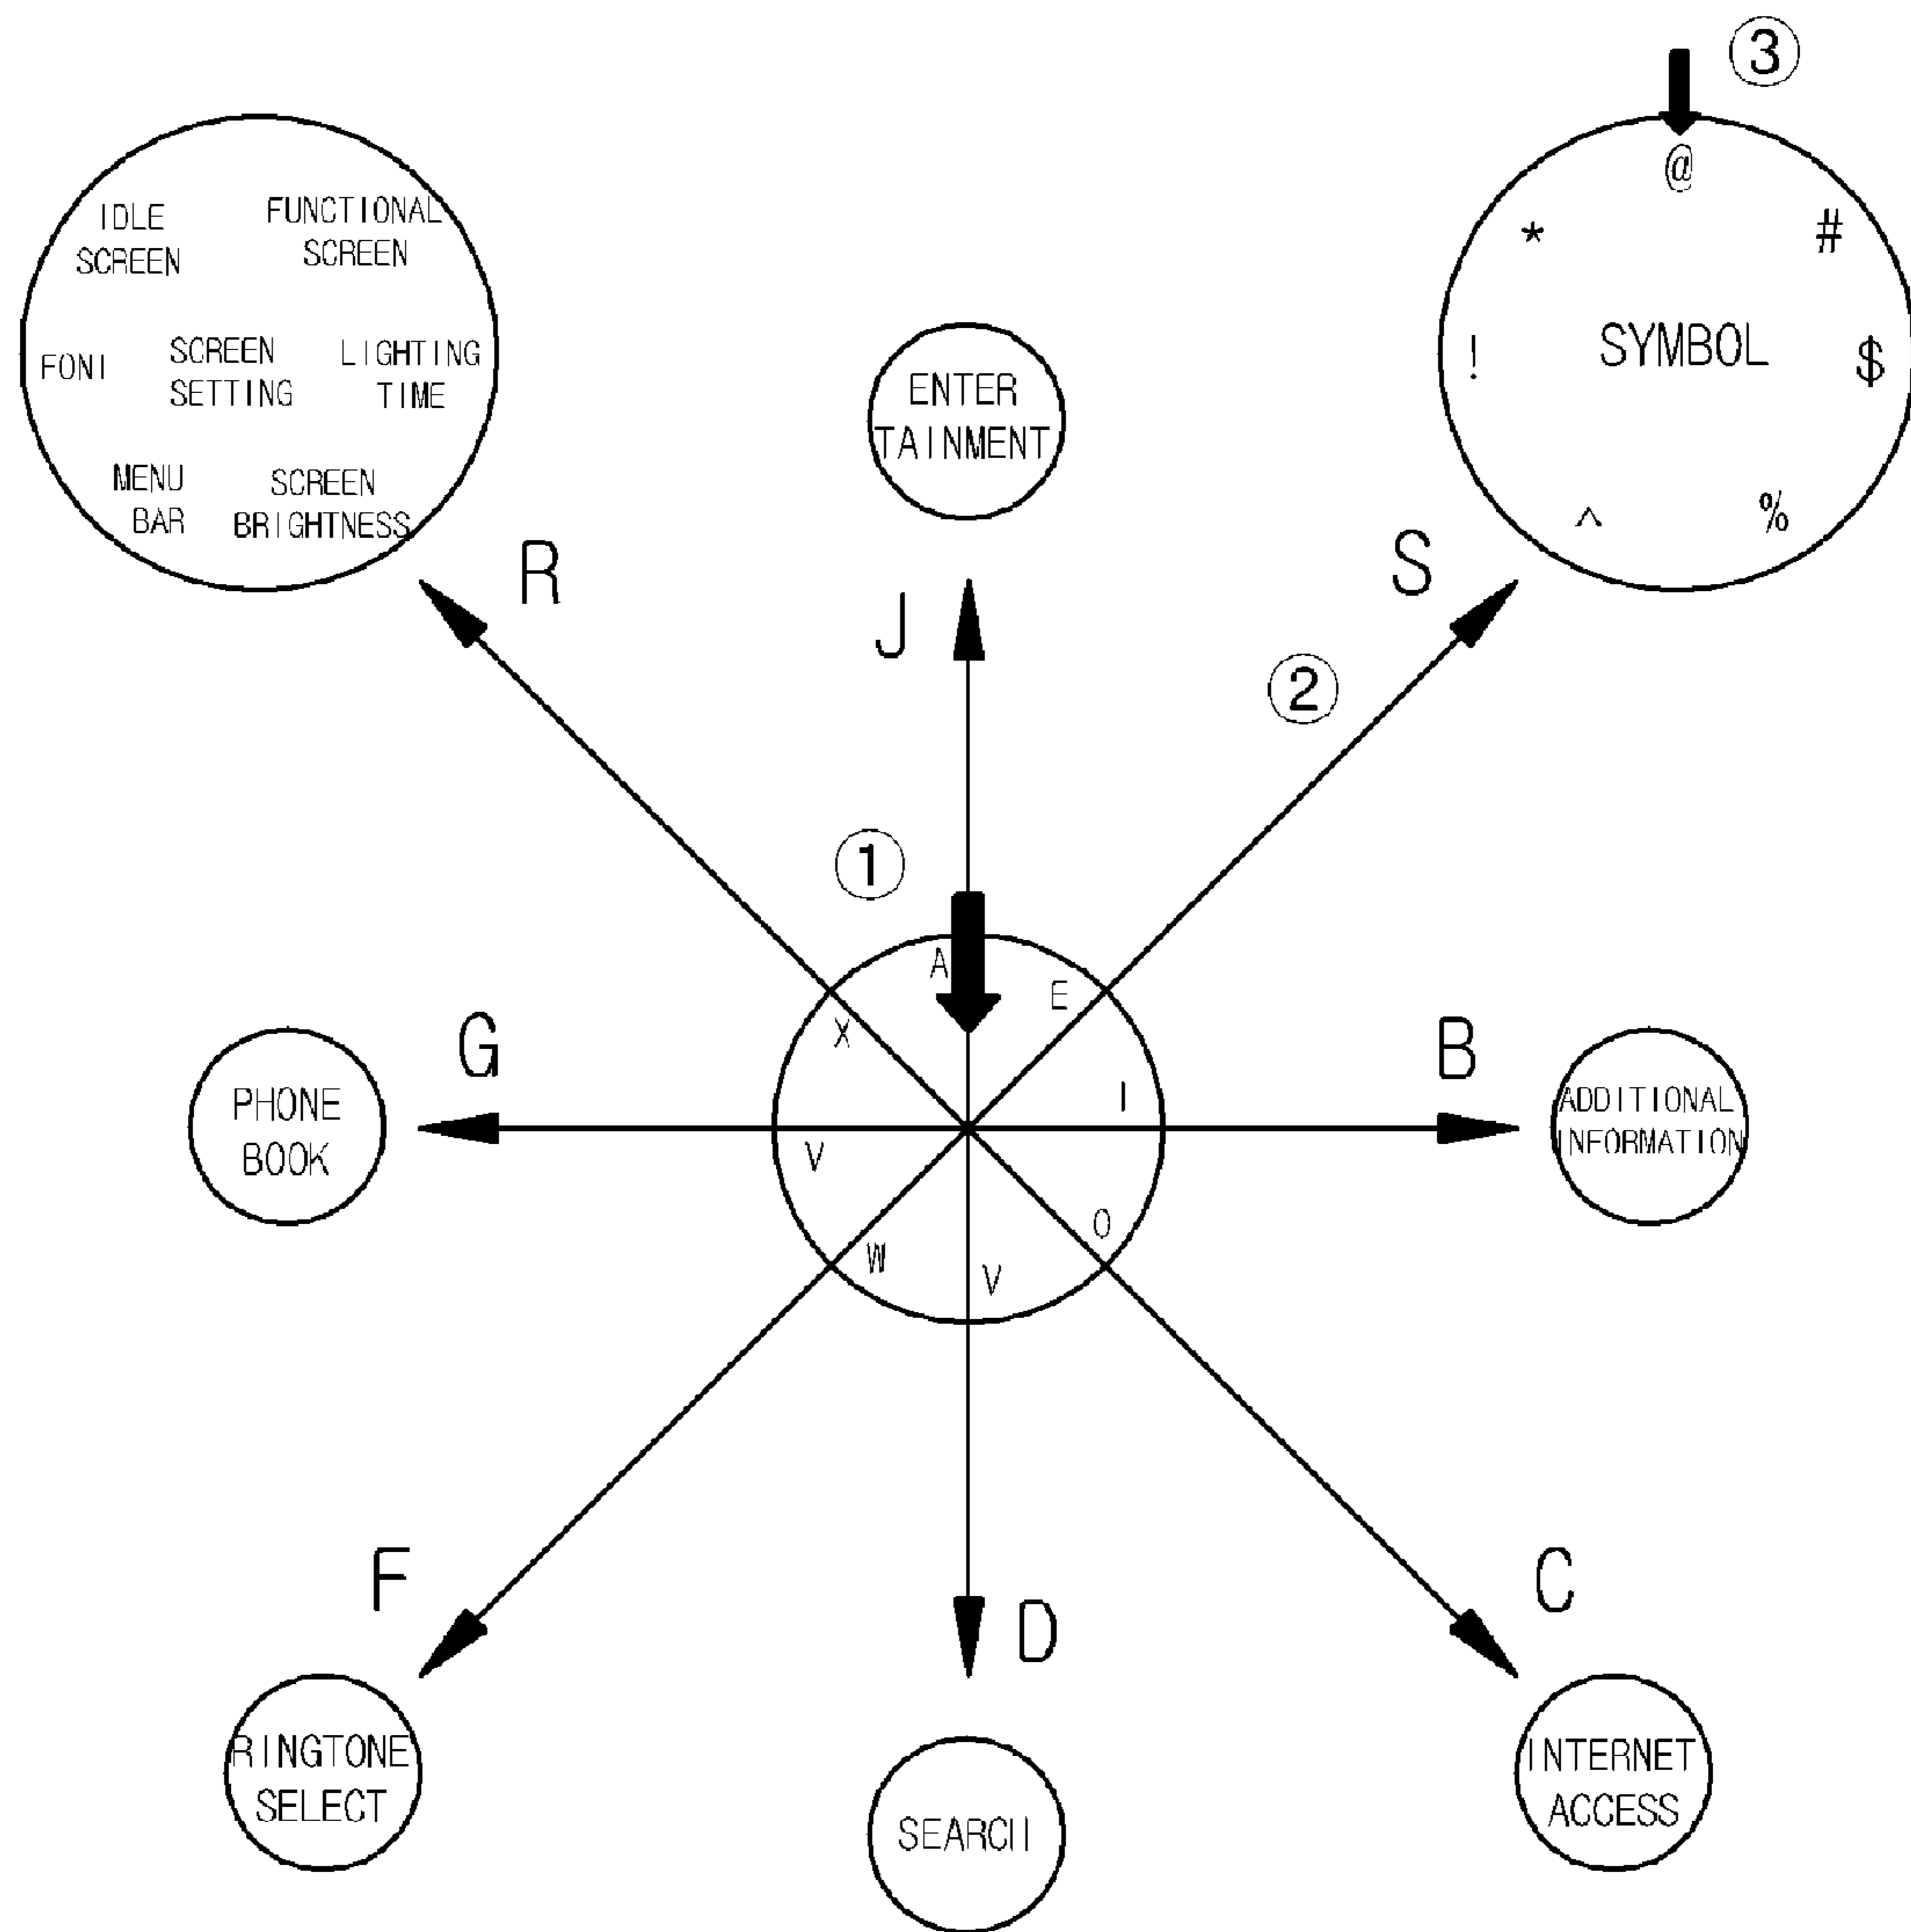 ③
@
* #
! SYMBOL $
^ %
IDLE
SCREEN
FUNCTIONAL
SCREEN
FONI
SCREEN
SETTING
LIGHTING
TIME
MENU
BAR
SCREEN
BRIGHTNESS
ENTER
TAINMENT
R
J
S
②
①
A
E
X
I
V
O
W
V
G
PHONE
BOOK
B
ADDITIONAL
INFORMATION
F
RINGTONE
SELECT
D
SEARCH
C
INTERNET
ACCESS